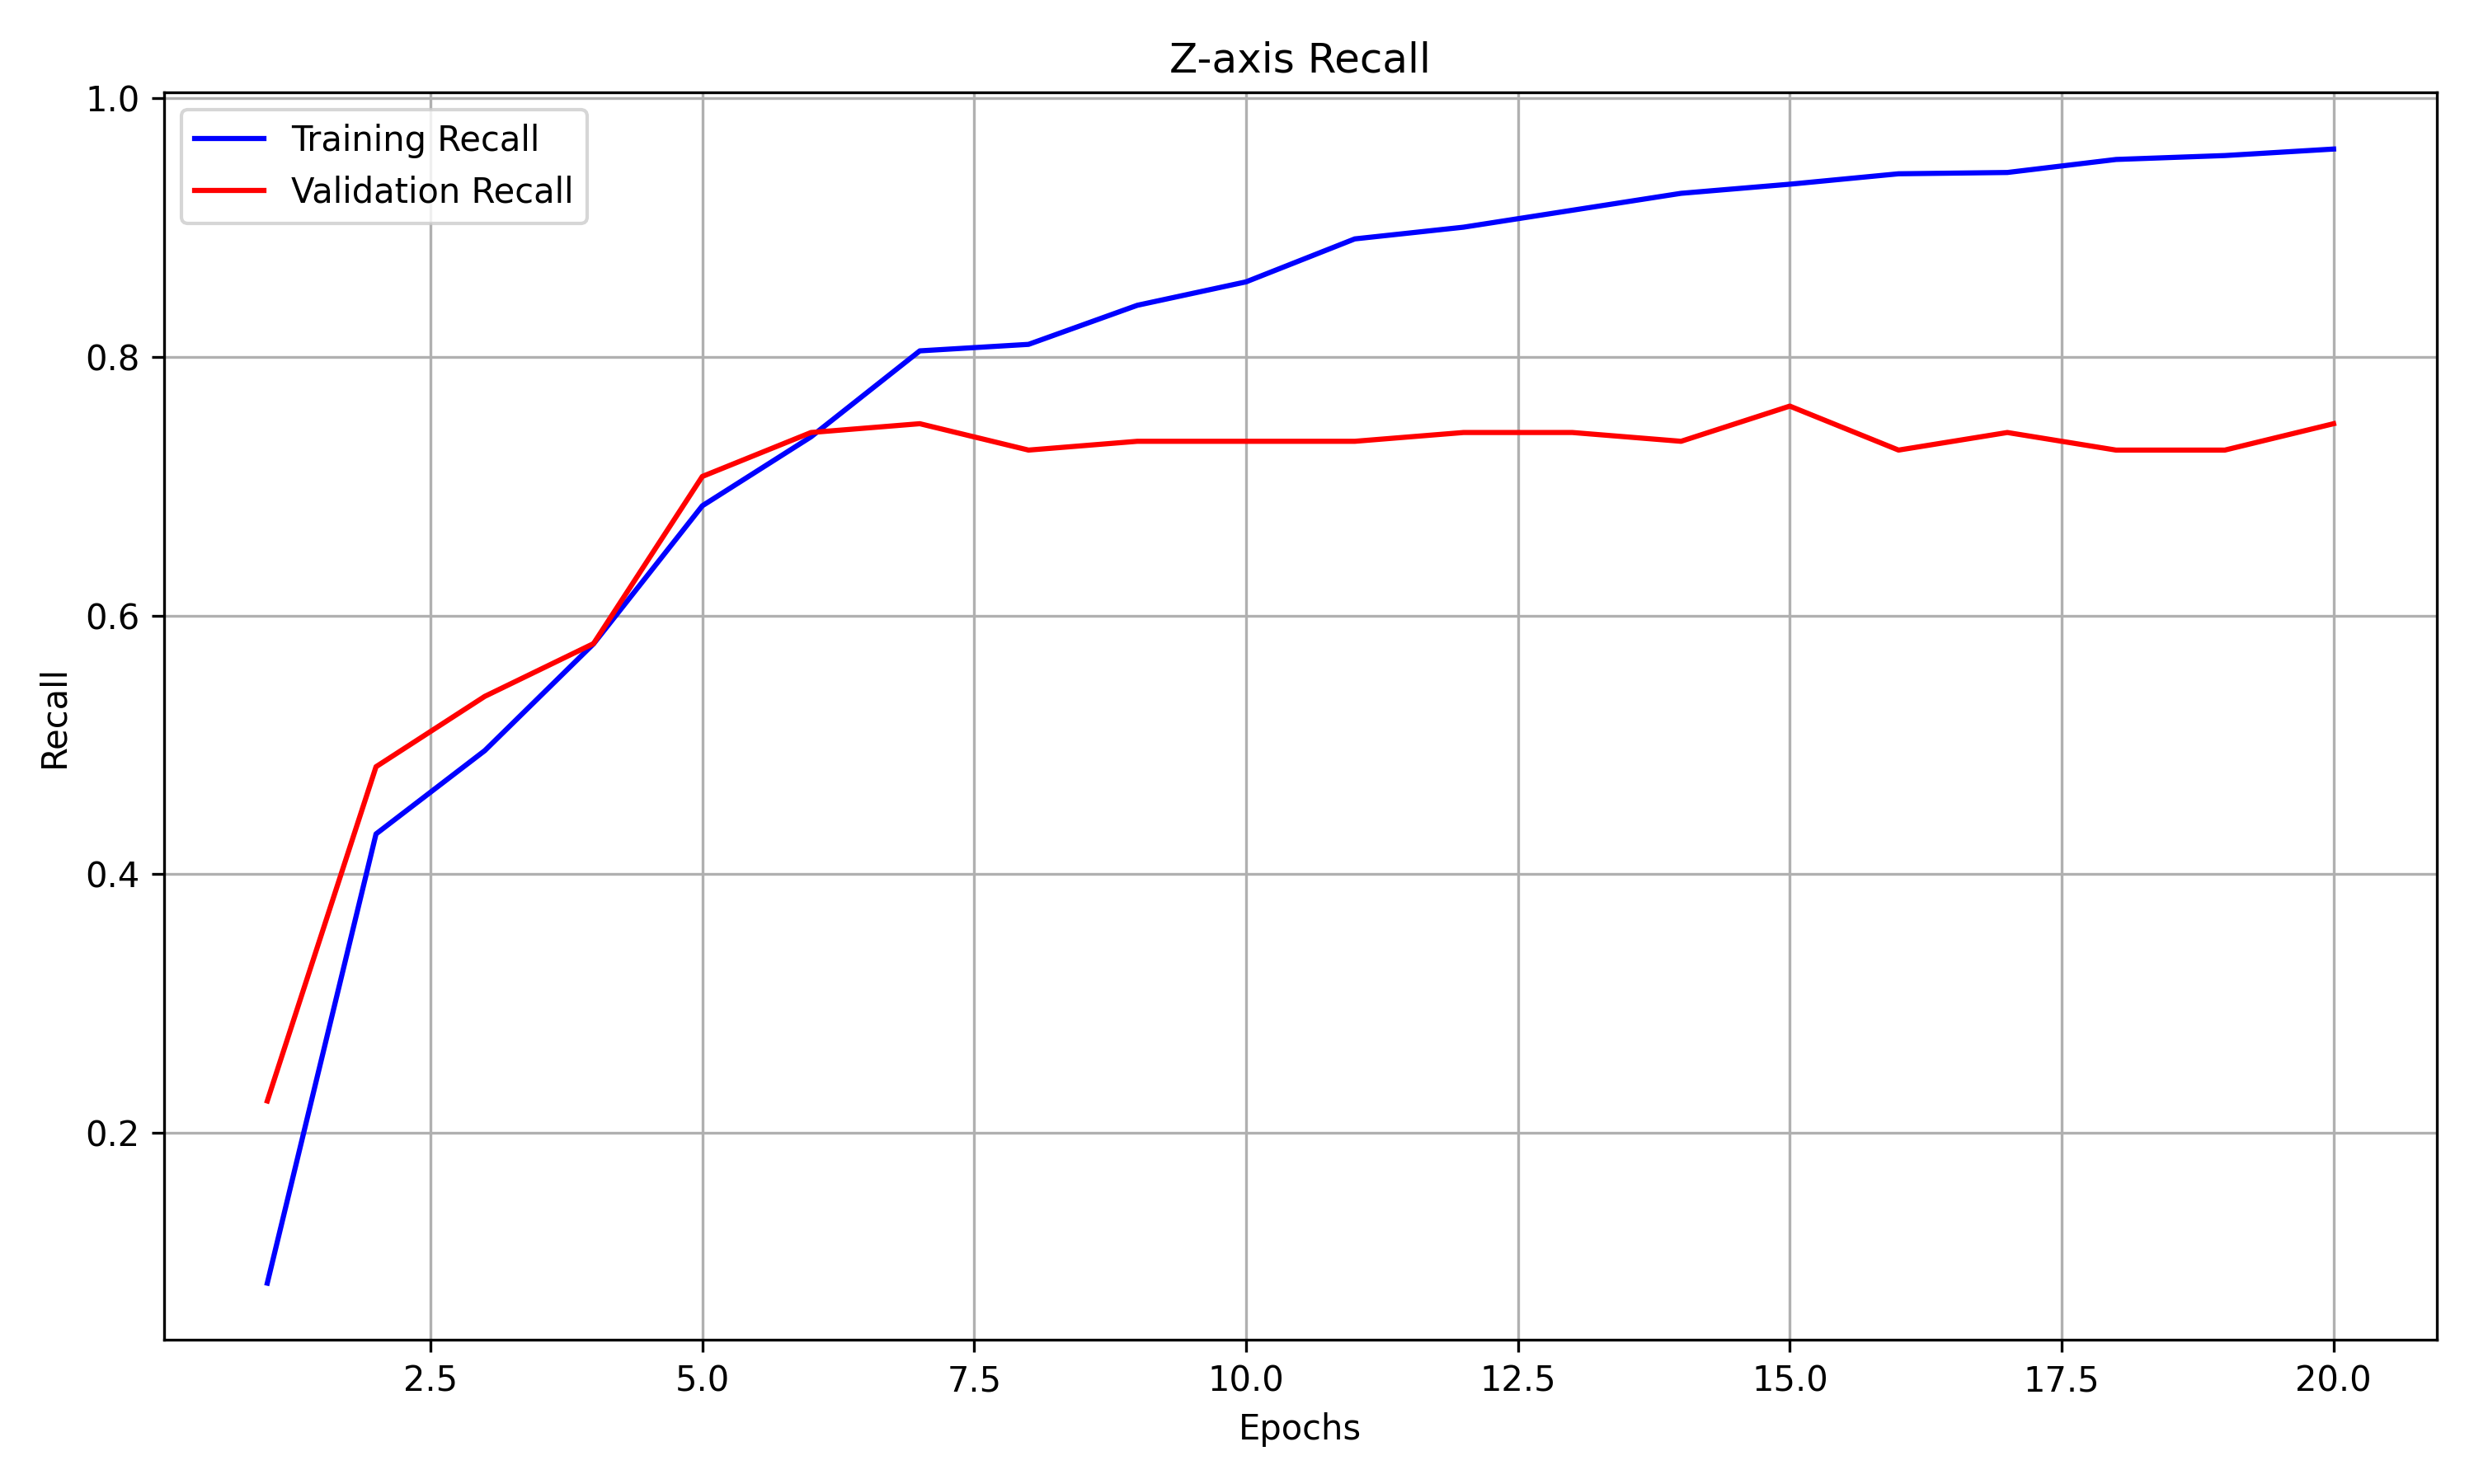 Z-axis Recall
Training Recall
Validation Recall
Recall
1.0
0.8
0.6
0.4
0.2
2.5 5.0 7.5 10.0 12.5 15.0 17.5 20.0
Epochs